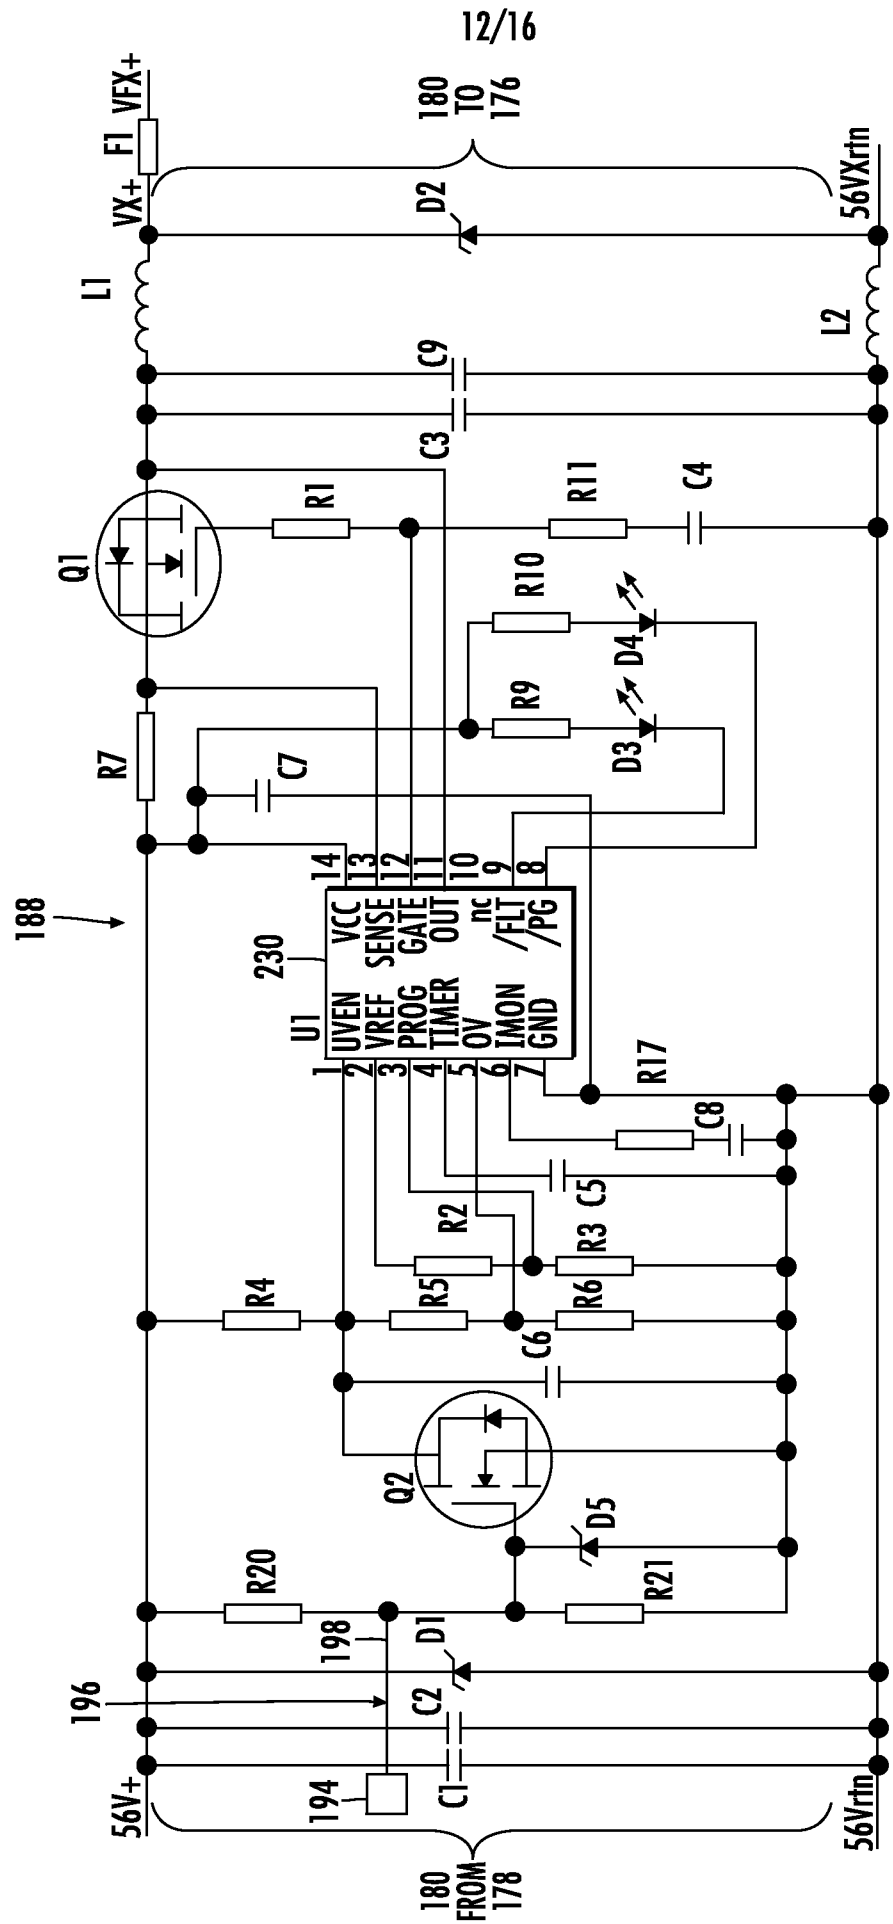 12/16
180
TO
176
VFX+
F1
VX+
56VXrtn
D2
L1
L2
C9
C3
Q1
R1
R11
C4
R10
D4
R9
D3
R7
C7
188
14
13
12
11
10
9
8
VCC
SENSE
GATE
OUT
nc
/FLT
/PG
230
U1
UVEN
VREF
PROG
TIMER
OV
IMON
GND
1
2
3
4
5
6
7
R17
C8
C5
R2
R3
R4
R5
R6
C6
Q2
D5
R20
R21
198
D1
196
C2
C1
194
56V+
56Vrtn
180
FROM
178